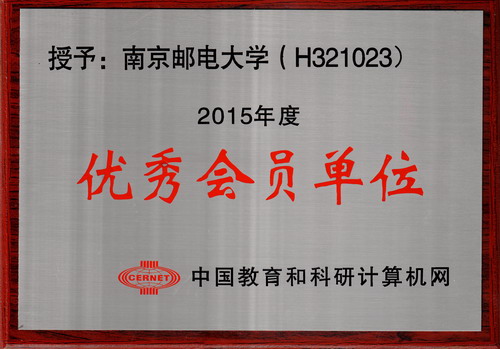 授予：南京邮电大学（H321023）
2015年度
优秀会员单位
CERNET 中国教育和科研计算机网